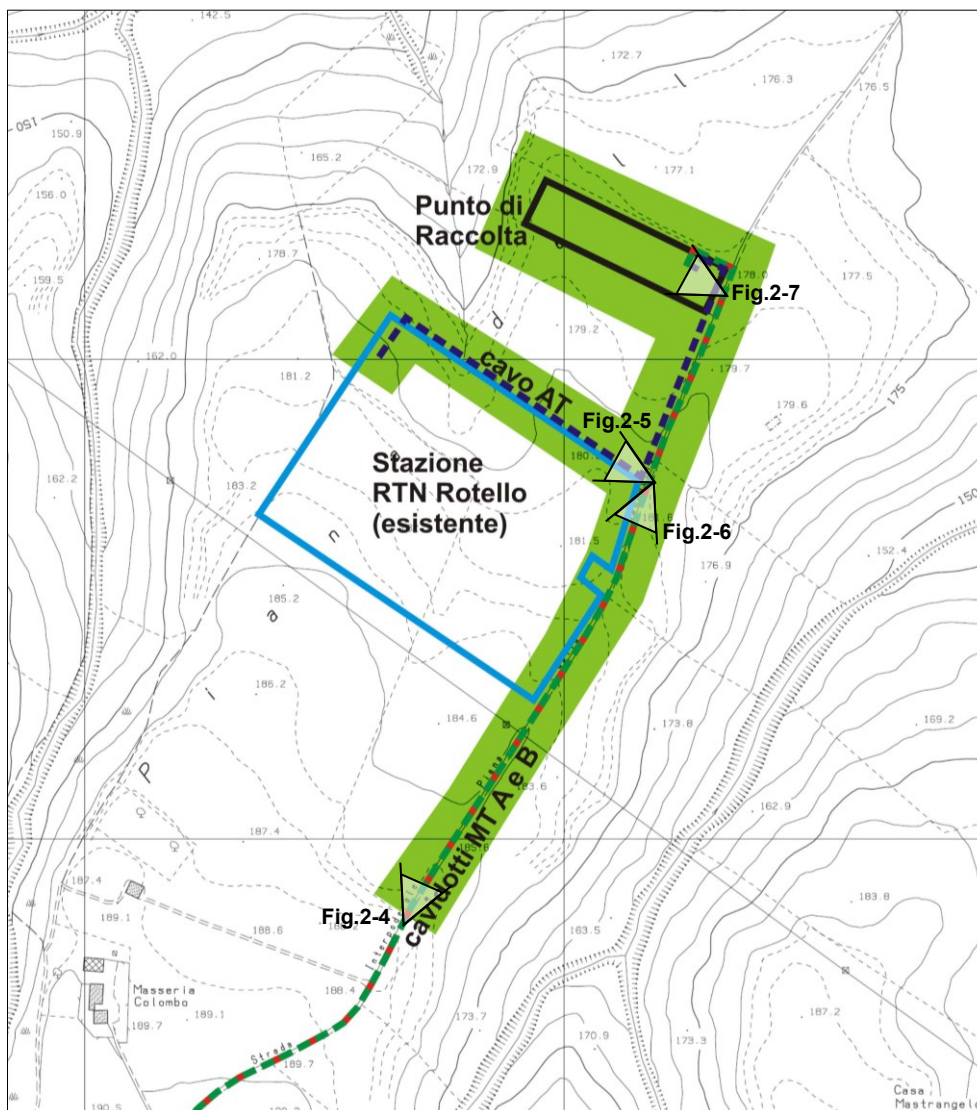 142.5
172.7
176.3
176.5
150
150.9
165.2
172.9
177.1
156.0
Punto di
Raccolta
159.5
178.7
178.0
177.5
Fig.2-7
179.2
162.0
d
179.7
181.2
cavo AT
179.6
175
Fig.2-5
180.
Stazione
RTN Rotello
(esistente)
162.2
183.2
n
181.5
Fig.2-6
152.4
176.9
150
185.2
a
i
186.2
169.2
184.6
173.8
P
Piana
183.6
162.9
cavidotti MT A e B
187.4
185.6
187.4
189.1
Fig.2-4
183.8
188.6
163.5
Masseria
Colombo
188.4
189.1
189.7
173.7
187.2
170.9
173.3
Strada
189.7
190.5
Casa
Mastrangelo